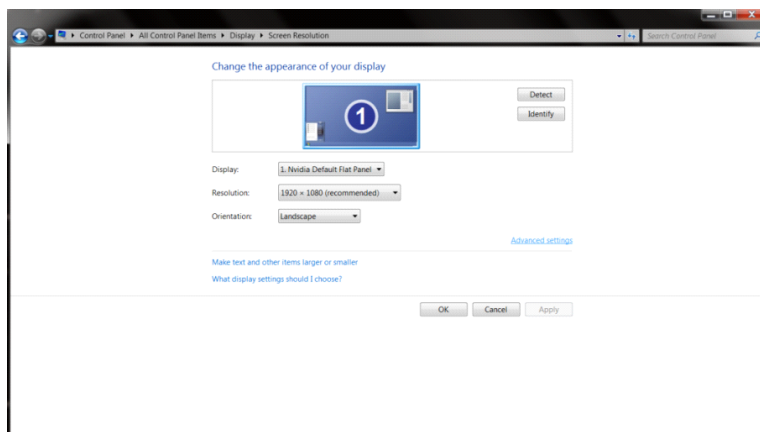 Control Panel ▸ All Control Panel Items ▸ Display ▸ Screen Resolution
Search Control Panel
Change the appearance of your display
1
Detect
Identify
Display: 1. Nvidia Default Flat Panel
Resolution: 1920 × 1080 (recommended)
Orientation: Landscape
Advanced settings
Make text and other items larger or smaller
What display settings should I choose?
OK Cancel Apply